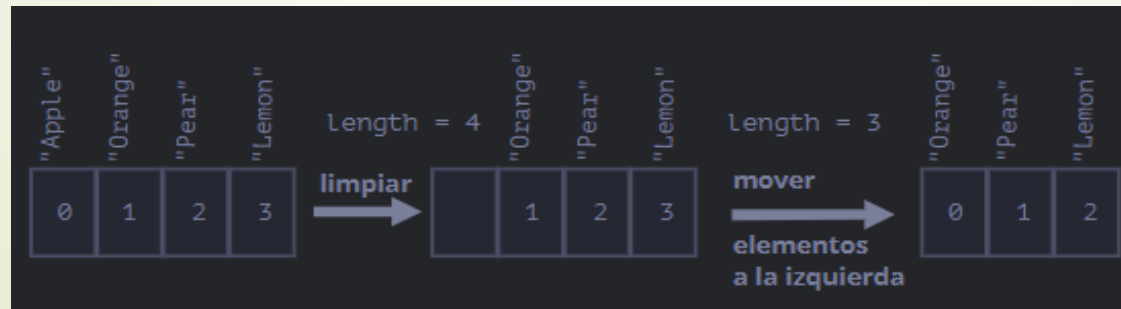 "Apple" "Orange" "Pear" "Lemon"
0 1 2 3
length = 4
limpiar
"Orange" "Pear" "Lemon"
1 2 3
length = 3
mover
elementos
a la izquierda
"Orange" "Pear" "Lemon"
0 1 2